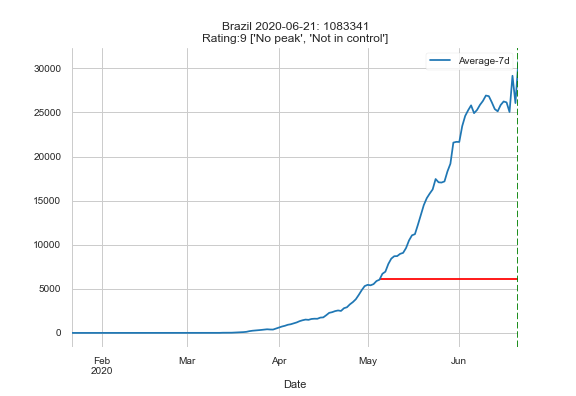 Brazil 2020-06-21: 1083341
Rating:9 ['No peak', 'Not in control']
Average-7d
30000
25000
20000
15000
10000
5000
0
Feb
2020
Mar
Apr
May
Jun
Date